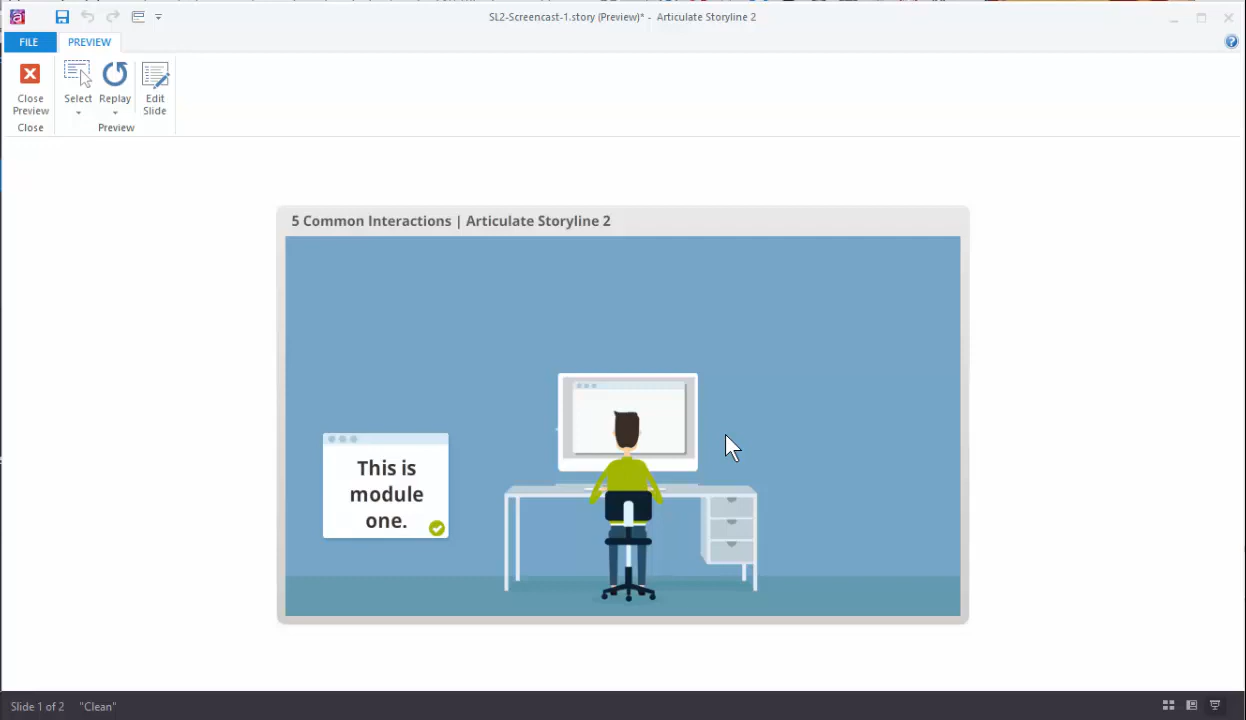 SL2-Screencast-1.story (Preview)* - Articulate Storyline 2
FILE PREVIEW
Close Preview
Select
Replay
Edit Slide
Close
Preview
5 Common Interactions | Articulate Storyline 2
This is
module
one.
Slide 1 of 2 "Clean"